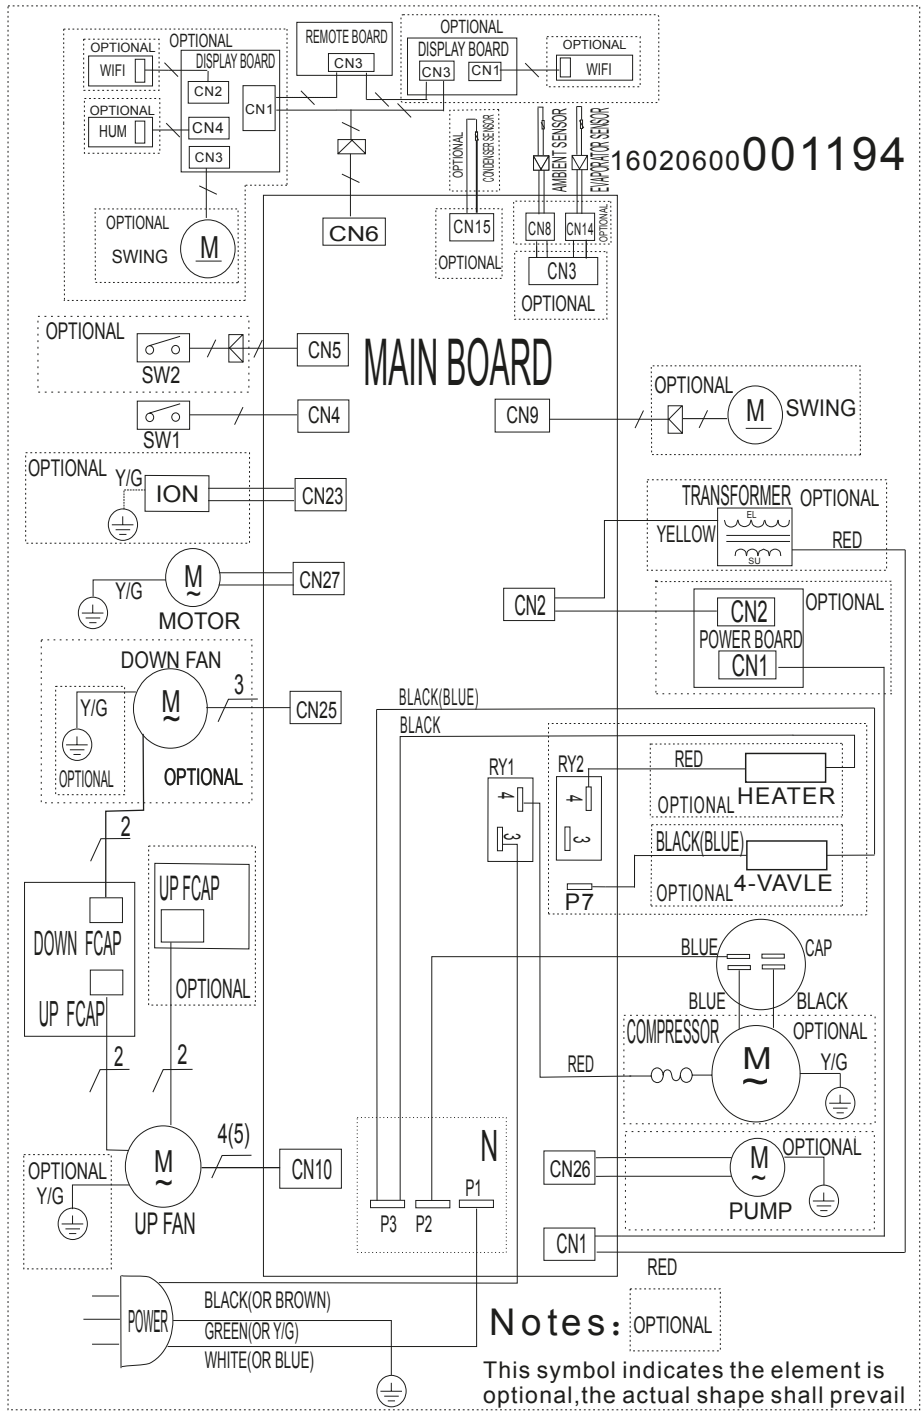 OPTIONAL
WIFI
OPTIONAL
DISPLAY BOARD
CN2
CN1
OPTIONAL
HUM
CN4
CN3
REMOTE BOARD
CN3
OPTIONAL
DISPLAY BOARD
CN3
CN1
OPTIONAL
WIFI
OPTIONAL
SWING
M
CN6
OPTIONAL
CONDENSER SENSOR
CN15
OPTIONAL
AMBIENT SENSOR
EVAPORATOR SENSOR
CN8
CN14
OPTIONAL
CN3
OPTIONAL
16020600001194
OPTIONAL
SW2
CN5
MAIN BOARD
SW1
CN4
CN9
OPTIONAL
M
SWING
OPTIONAL
Y/G
ION
CN23
TRANSFORMER
OPTIONAL
EL
YELLOW
SU
RED
Y/G
M
~
MOTOR
CN27
CN2
CN2
OPTIONAL
POWER BOARD
CN1
DOWN FAN
M
~
3
CN25
Y/G
OPTIONAL
OPTIONAL
BLACK(BLUE)
BLACK
RY1
4
3
RY2
4
3
RED
OPTIONAL
HEATER
BLACK(BLUE)
OPTIONAL
4-VAVLE
P7
2
DOWN FCAP
UP FCAP
UP FCAP
OPTIONAL
BLUE
CAP
BLUE
BLACK
COMPRESSOR
OPTIONAL
M
~
Y/G
RED
2
2
4(5)
M
~
UP FAN
CN10
OPTIONAL
Y/G
N
P3
P2
P1
CN26
M
~
OPTIONAL
PUMP
CN1
RED
POWER
BLACK(OR BROWN)
GREEN(OR Y/G)
WHITE(OR BLUE)
Notes: OPTIONAL
This symbol indicates the element is
optional,the actual shape shall prevail